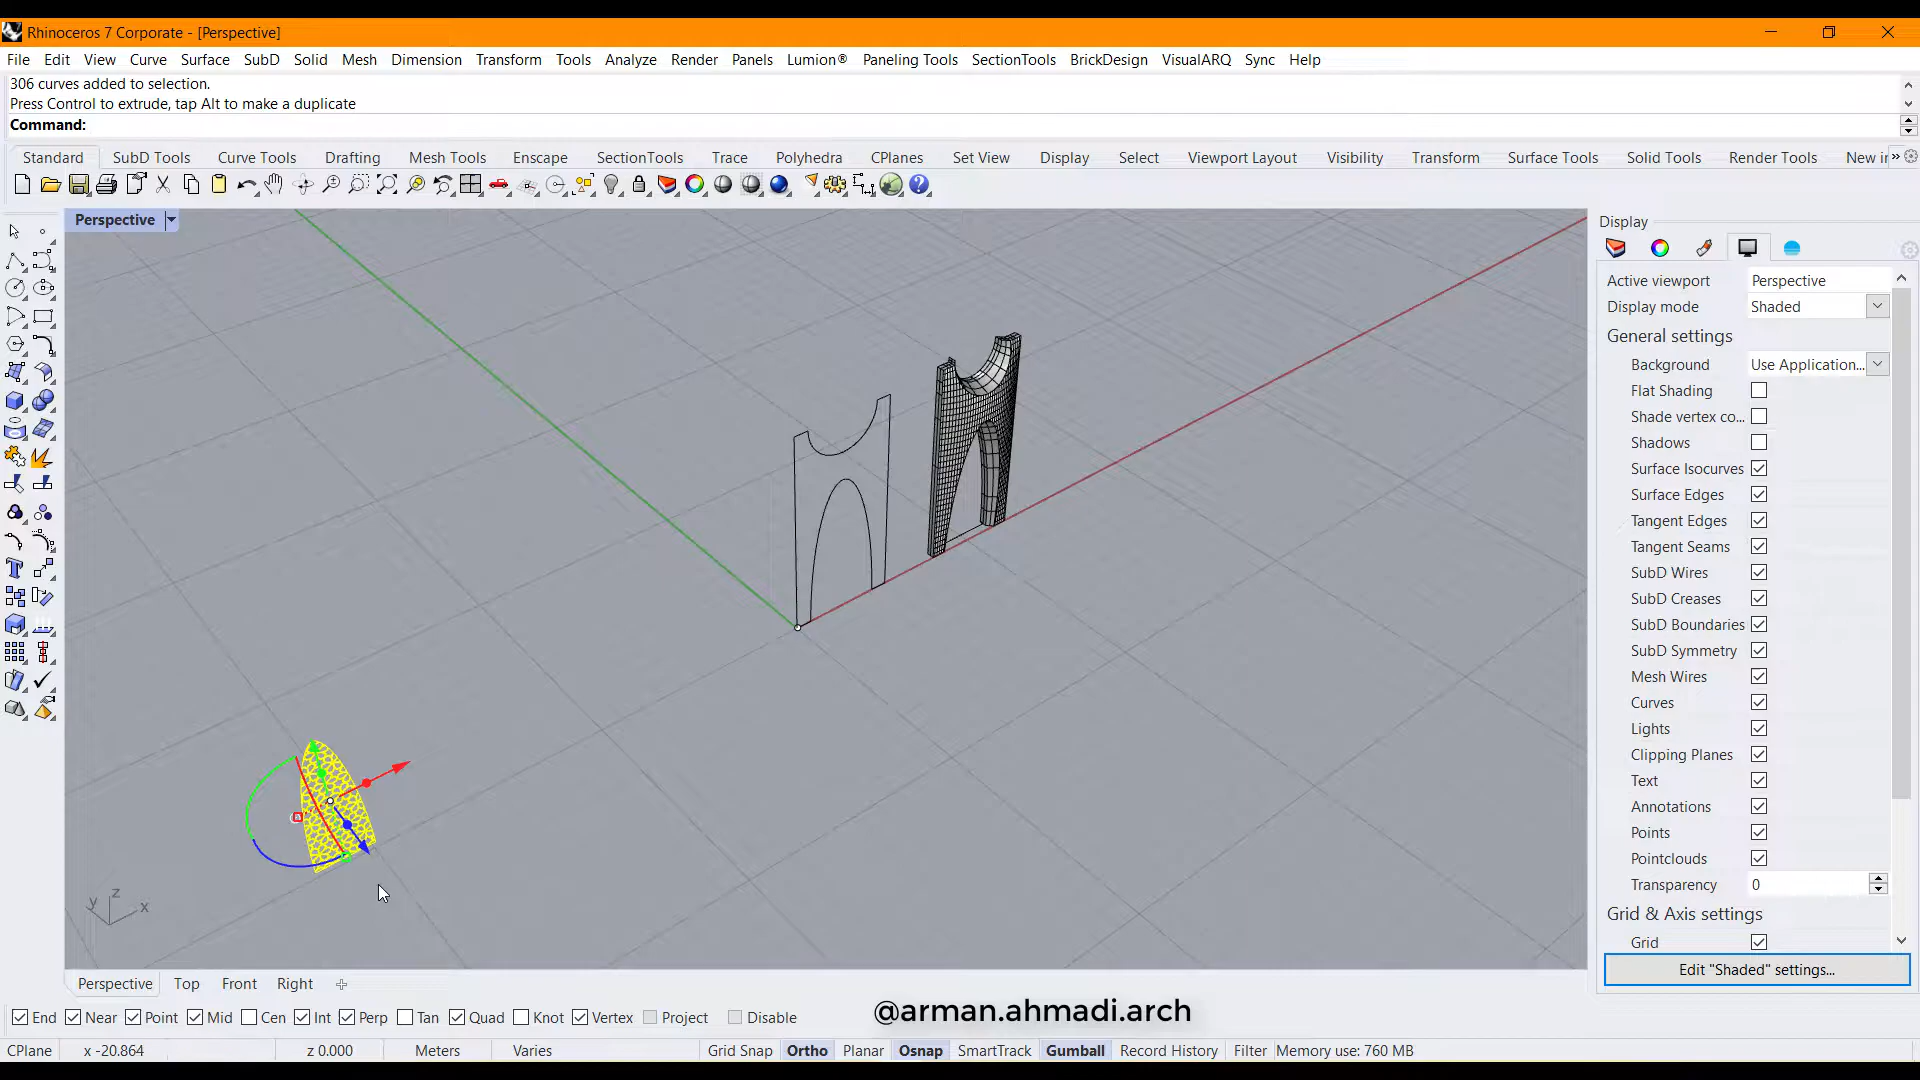 Rhinoceros 7 Corporate - [Perspective]
File Edit View Curve Surface SubD Solid Mesh Dimension Transform Tools Analyze Render Panels Lumion® Paneling Tools SectionTools BrickDesign VisualARQ Sync Help
306 curves added to selection.
Press Control to extrude, tap Alt to make a duplicate
Command:
Standard SubD Tools Curve Tools Drafting Mesh Tools Enscape SectionTools Trace Polyhedra CPlanes Set View Display Select Viewport Layout Visibility Transform Surface Tools Solid Tools Render Tools New in »
Perspective
Display
Active viewport Perspective
Display mode Shaded
General settings
Background Use Application...
Flat Shading
Shade vertex co...
Shadows
Surface Isocurves
Surface Edges
Tangent Edges
Tangent Seams
SubD Wires
SubD Creases
SubD Boundaries
SubD Symmetry
Mesh Wires
Curves
Lights
Clipping Planes
Text
Annotations
Points
Pointclouds
Transparency 0
Grid & Axis settings
Grid
Edit "Shaded" settings...
z
y x
Perspective Top Front Right
End Near Point Mid Cen Int Perp Tan Quad Knot Vertex Project Disable
@arman.ahmadi.arch
CPlane x -20.864 z 0.000 Meters Varies Grid Snap Ortho Planar Osnap SmartTrack Gumball Record History Filter Memory use: 760 MB